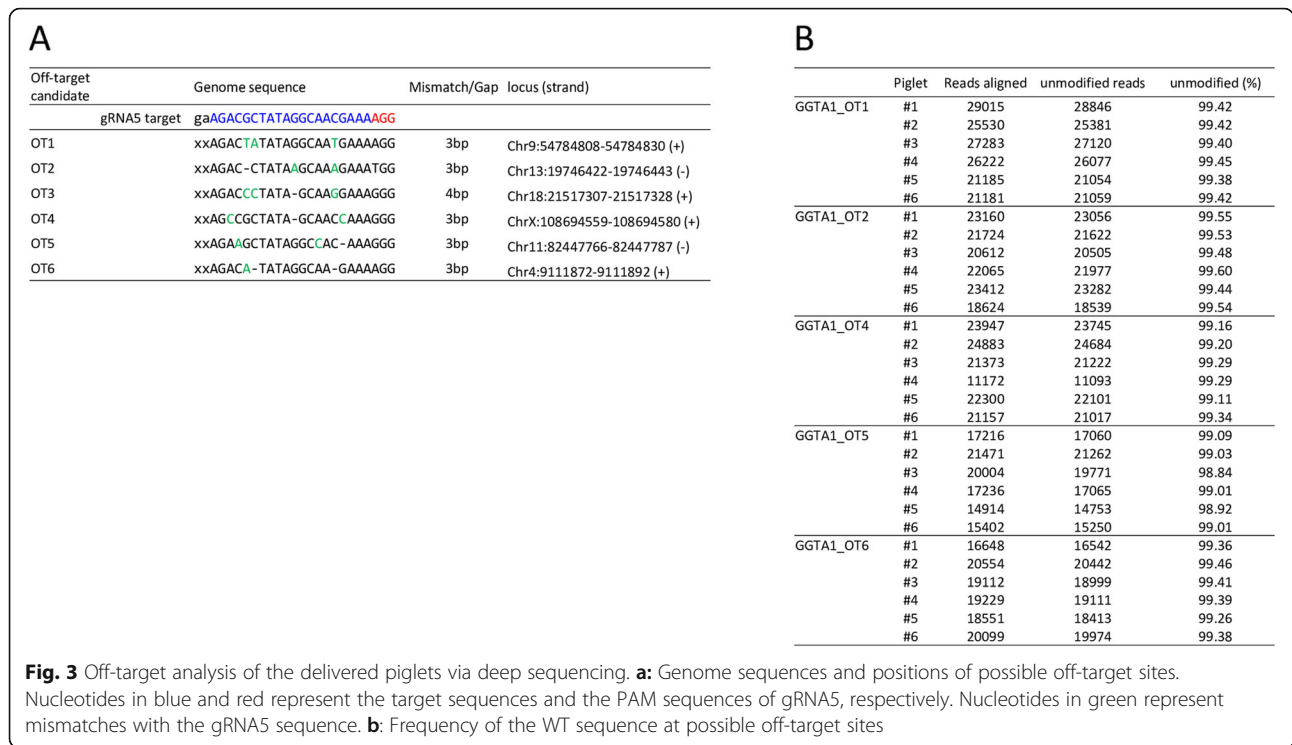 A
Off-target candidate Genome sequence Mismatch/Gap locus (strand)
gRNA5 target gaAGACGCTATAGGCAACGAAAAGG
OT1 xxAGACTATATAGGCAATGAAAAGG 3bp Chr9:54784808-54784830 (+)
OT2 xxAGAC-CTATAAGCAAAGAAATGG 3bp Chr13:19746422-19746443 (-)
OT3 xxAGACCCTATA-GCAAGGAAAGGG 4bp Chr18:21517307-21517328 (+)
OT4 xxAGCCGCTATA-GCAACCAAAGGG 3bp ChrX:108694559-108694580 (+)
OT5 xxAGAAGCTATAGGCCAC-AAAGGG 3bp Chr11:82447766-82447787 (-)
OT6 xxAGACA-TATAGGCAA-GAAAAGG 3bp Chr4:9111872-9111892 (+)
B
Piglet Reads aligned unmodified reads unmodified (%)
GGTA1_OT1 #1 29015 28846 99.42
#2 25530 25381 99.42
#3 27283 27120 99.40
#4 26222 26077 99.45
#5 21185 21054 99.38
#6 21181 21059 99.42
GGTA1_OT2 #1 23160 23056 99.55
#2 21724 21622 99.53
#3 20612 20505 99.48
#4 22065 21977 99.60
#5 23412 23282 99.44
#6 18624 18539 99.54
GGTA1_OT4 #1 23947 23745 99.16
#2 24883 24684 99.20
#3 21373 21222 99.29
#4 11172 11093 99.29
#5 22300 22101 99.11
#6 21157 21017 99.34
GGTA1_OT5 #1 17216 17060 99.09
#2 21471 21262 99.03
#3 20004 19771 98.84
#4 17236 17065 99.01
#5 14914 14753 98.92
#6 15402 15250 99.01
GGTA1_OT6 #1 16648 16542 99.36
#2 20554 20442 99.46
#3 19112 18999 99.41
#4 19229 19111 99.39
#5 18551 18413 99.26
#6 20099 19974 99.38
Fig. 3 Off-target analysis of the delivered piglets via deep sequencing. a: Genome sequences and positions of possible off-target sites.
Nucleotides in blue and red represent the target sequences and the PAM sequences of gRNA5, respectively. Nucleotides in green represent
mismatches with the gRNA5 sequence. b: Frequency of the WT sequence at possible off-target sites